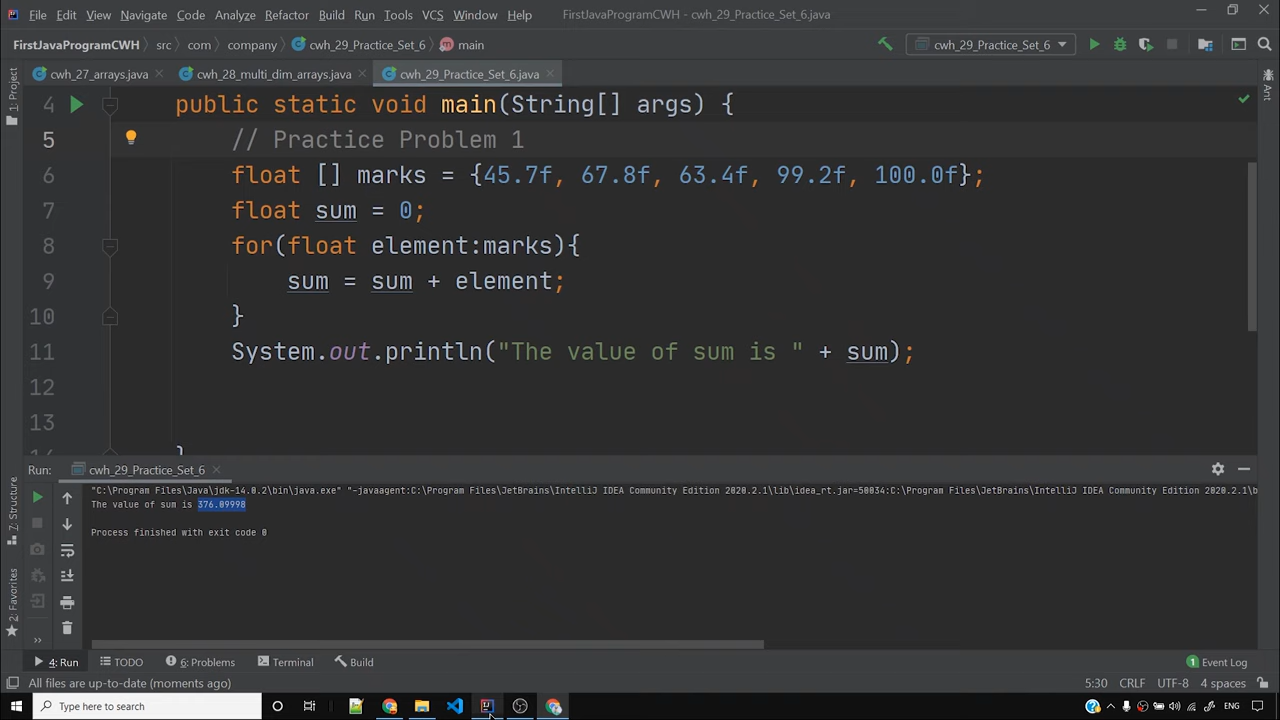 File Edit View Navigate Code Analyze Refactor Build Run Tools VCS Window Help FirstJavaProgramCWH - cwh_29_Practice_Set_6.java
FirstJavaProgramCWH src com company cwh_29_Practice_Set_6 main cwh_29_Practice_Set_6
1: Project
cwh_27_arrays.java cwh_28_multi_dim_arrays.java cwh_29_Practice_Set_6.java
Ant
4 public static void main(String[] args) {
5 // Practice Problem 1
6 float [] marks = {45.7f, 67.8f, 63.4f, 99.2f, 100.0f};
7 float sum = 0;
8 for(float element:marks){
9 sum = sum + element;
10 }
11 System.out.println("The value of sum is " + sum);
12
13
Run: cwh_29_Practice_Set_6
"C:\Program Files\Java\jdk-14.0.2\bin\java.exe" "-javaagent:C:\Program Files\JetBrains\IntelliJ IDEA Community Edition 2020.2.1\lib\idea_rt.jar=50034:C:\Program Files\JetBrains\IntelliJ IDEA Community Edition 2020.2.1\b
The value of sum is 376.09998
Process finished with exit code 0
Z: Structure
2: Favorites
4: Run TODO 6: Problems Terminal Build 1 Event Log
All files are up-to-date (moments ago) 5:30 CRLF UTF-8 4 spaces
Type here to search ENG